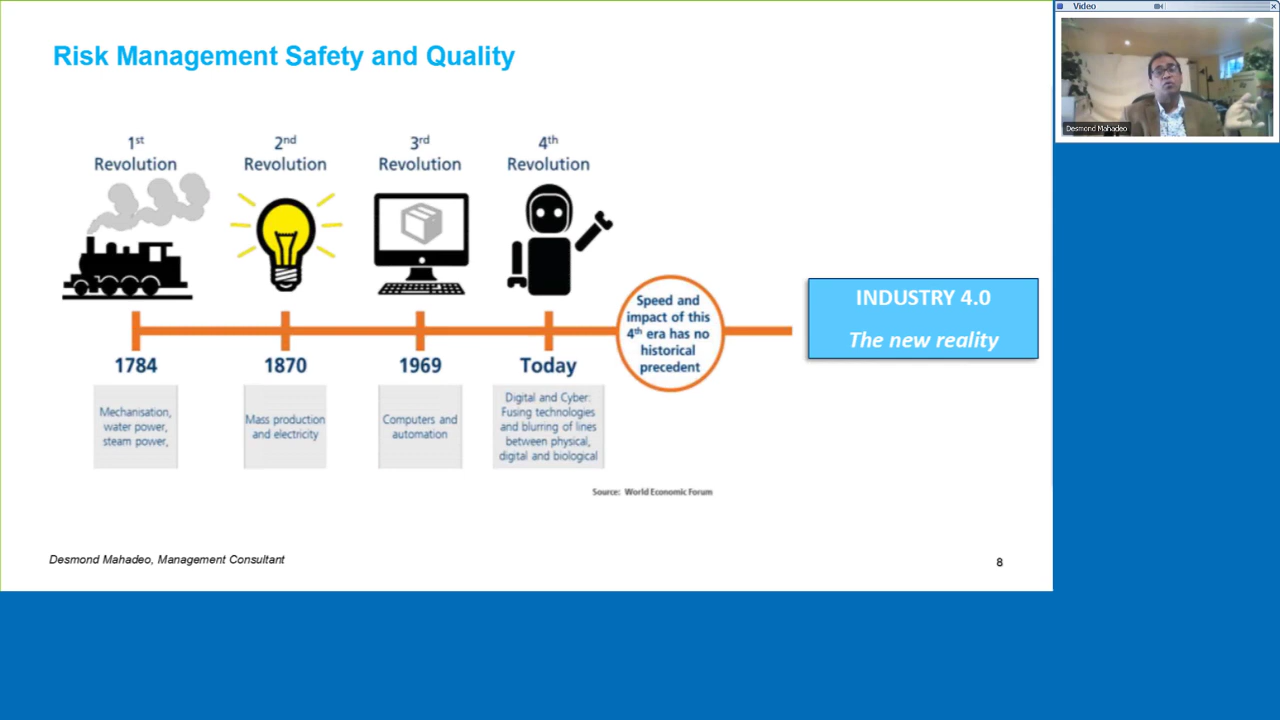 Video
Desmond Mahadeo
Risk Management Safety and Quality
1st
Revolution
2nd
Revolution
3rd
Revolution
4th
Revolution
Speed and
impact of this
4th era has no
historical
precedent
INDUSTRY 4.0
The new reality
1784
1870
1969
Today
Mechanisation,
water power,
steam power,
Mass production
and electricity
Computers and
automation
Digital and Cyber:
Fusing technologies
and blurring of lines
between physical,
digital and biological
Source: World Economic Forum
Desmond Mahadeo, Management Consultant
8